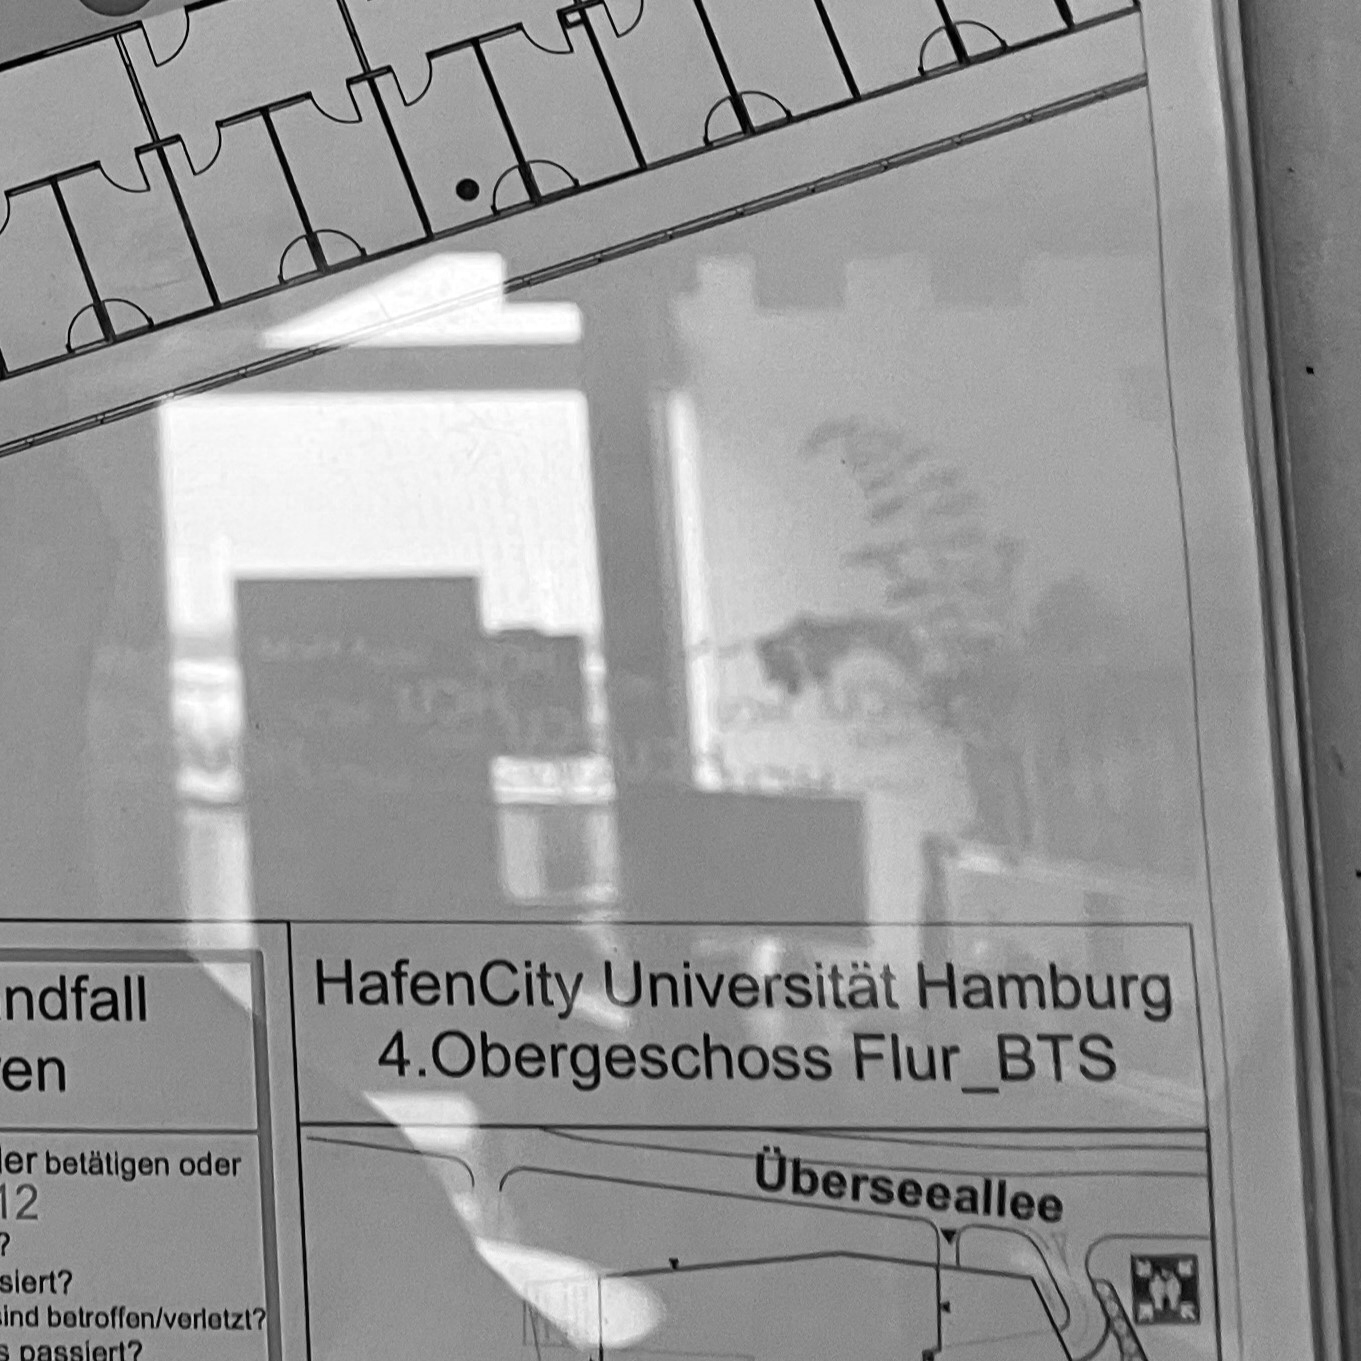 ndfall
en
HafenCity Universität Hamburg
4.Obergeschoss Flur_BTS
ler betätigen oder
12
?
siert?
sind betroffen/verletzt?
s passiert?
Überseeallee